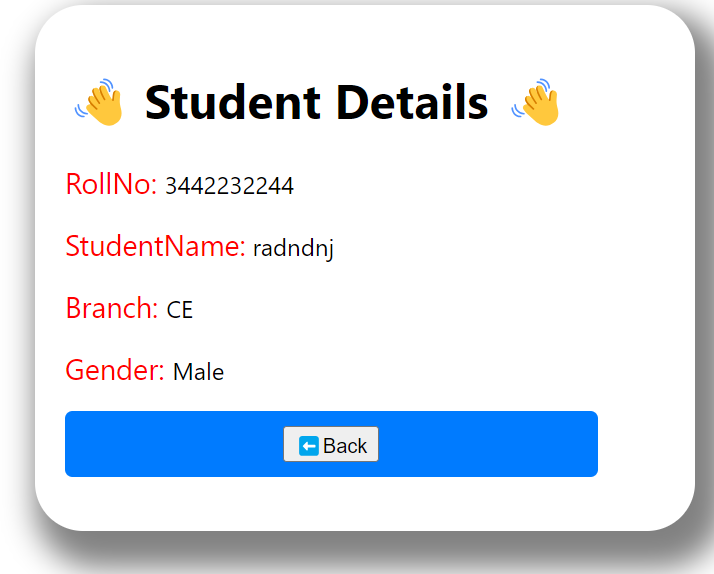 👋 Student Details 👋
RollNo: 3442232244
StudentName: radndnj
Branch: CE
Gender: Male
⬅Back